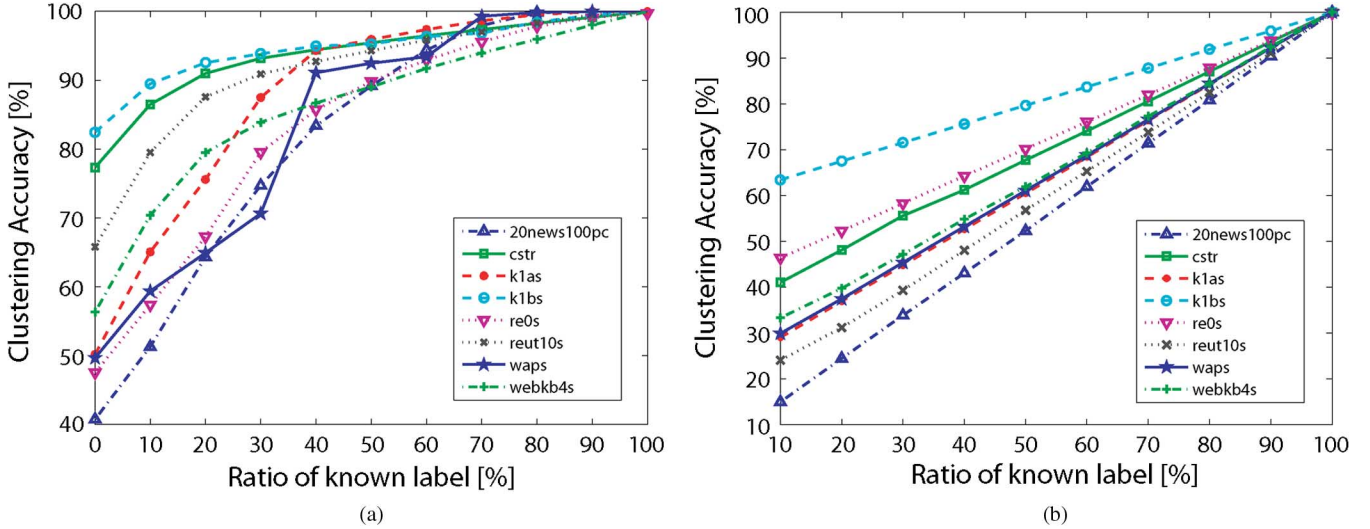 Clustering Accuracy [%]
100
90
80
70
60
50
40
0 10 20 30 40 50 60 70 80 90 100
Ratio of known label [%]
20news100pc
cstr
k1as
k1bs
re0s
reut10s
waps
webkb4s
(a)
Clustering Accuracy [%]
100
90
80
70
60
50
40
30
20
10
10 20 30 40 50 60 70 80 90 100
Ratio of known label [%]
20news100pc
cstr
k1as
k1bs
re0s
reut10s
waps
webkb4s
(b)